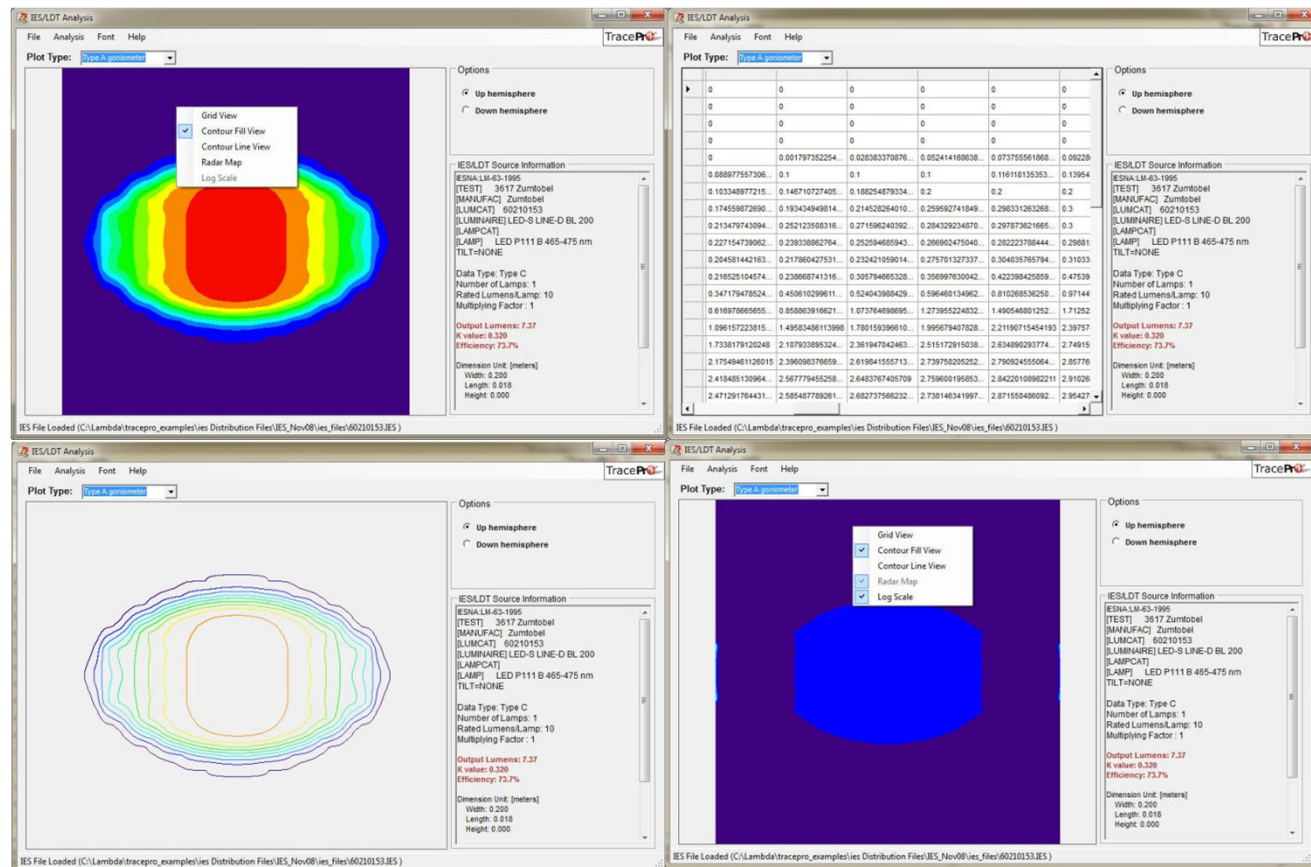 IES/LDT Analysis
File Analysis Font Help
TracePro
Plot Type: Type A goniometer
Grid View
Contour Fill View
Contour Line View
Radar Map
Log Scale
Options
Up hemisphere
Down hemisphere
IES/LDT Source Information
IESNA:LM-63-1995
[TEST] 3617 Zumtobel
[MANUFAC] Zumtobel
[LUMCAT] 60210153
[LUMINAIRE] LED-S LINE-D BL 200
[LAMPCAT]
[LAMP] LED P111 B 465-475 nm
TILT=NONE
Data Type: Type C
Number of Lamps: 1
Rated Lumens/Lamp: 10
Multiplying Factor : 1
Output Lumens: 7.37
K value: 0.320
Efficiency: 73.7%
Dimension Unit: [meters]
Width: 0.200
Length: 0.018
Height: 0.000
IES File Loaded (C:\Lambda\tracepro_examples\ies Distribution Files\IES_Nov08\ies_files\60210153.IES )
IES/LDT Analysis
File Analysis Font Help
TracePro
Plot Type: Type A goniometer
0 0 0 0 0 0
0 0 0 0 0 0
0 0 0 0 0 0
0 0 0 0 0 0
0 0.001797352254... 0.028383370876... 0.052414168638... 0.073755561868...
0.088977557306... 0.1 0.1 0.1 0.116118135353... 0.13954
0.103348977215... 0.146710727405... 0.188254879334... 0.2 0.2 0.2
0.174559872690... 0.193434949814... 0.214528264010... 0.259592741849... 0.298331263268... 0.3
0.213479743094... 0.252123508316... 0.271596240392... 0.284329234870... 0.297873621665... 0.3
0.227154739062... 0.239338862764... 0.252594685943... 0.266902475040... 0.282223788444... 0.29881
0.204581442163... 0.217860427531... 0.232421059014... 0.275701327337... 0.304035765794... 0.31033
0.216525104574... 0.238668741316... 0.305794665328... 0.356997630042... 0.422398425859... 0.47539
0.347179478524... 0.450610299611... 0.524043988429... 0.596460134962... 0.810268536250... 0.97144
0.616978665655... 0.858863916621... 1.073764698695... 1.273955224832... 1.490546801252... 1.71252
1.096157223815... 1.49583486113998 1.780159396610... 1.995679407828... 2.21190715454193 2.39757
1.7338179120248 2.107933895324... 2.361947042463... 2.515172915038... 2.634890293774... 2.74915
2.17549461126015 2.396098376659... 2.619841555713... 2.739750205252... 2.790924555064... 2.85776
2.418485130964... 2.567779455258... 2.6483767405709 2.759600195853... 2.84220108982211 2.91026
2.471291764431... 2.585487789261... 2.682737566232... 2.738146341997... 2.871550486092... 2.95427
Options
Up hemisphere
Down hemisphere
IES/LDT Source Information
IESNA:LM-63-1995
[TEST] 3617 Zumtobel
[MANUFAC] Zumtobel
[LUMCAT] 60210153
[LUMINAIRE] LED-S LINE-D BL 200
[LAMPCAT]
[LAMP] LED P111 B 465-475 nm
TILT=NONE
Data Type: Type C
Number of Lamps: 1
Rated Lumens/Lamp: 10
Multiplying Factor : 1
Output Lumens: 7.37
K value: 0.320
Efficiency: 73.7%
Dimension Unit: [meters]
Width: 0.200
Length: 0.018
Height: 0.000
IES File Loaded (C:\Lambda\tracepro_examples\ies Distribution Files\IES_Nov08\ies_files\60210153.IES )
IES/LDT Analysis
File Analysis Font Help
TracePro
Plot Type: Type A goniometer
Options
Up hemisphere
Down hemisphere
IES/LDT Source Information
IESNA:LM-63-1995
[TEST] 3617 Zumtobel
[MANUFAC] Zumtobel
[LUMCAT] 60210153
[LUMINAIRE] LED-S LINE-D BL 200
[LAMPCAT]
[LAMP] LED P111 B 465-475 nm
TILT=NONE
Data Type: Type C
Number of Lamps: 1
Rated Lumens/Lamp: 10
Multiplying Factor : 1
Output Lumens: 7.37
K value: 0.320
Efficiency: 73.7%
Dimension Unit: [meters]
Width: 0.200
Length: 0.018
Height: 0.000
IES File Loaded (C:\Lambda\tracepro_examples\ies Distribution Files\IES_Nov08\ies_files\60210153.IES )
IES/LDT Analysis
File Analysis Font Help
TracePro
Plot Type: Type A goniometer
Grid View
Contour Fill View
Contour Line View
Radar Map
Log Scale
Options
Up hemisphere
Down hemisphere
IES/LDT Source Information
IESNA:LM-63-1995
[TEST] 3617 Zumtobel
[MANUFAC] Zumtobel
[LUMCAT] 60210153
[LUMINAIRE] LED-S LINE-D BL 200
[LAMPCAT]
[LAMP] LED P111 B 465-475 nm
TILT=NONE
Data Type: Type C
Number of Lamps: 1
Rated Lumens/Lamp: 10
Multiplying Factor : 1
Output Lumens: 7.37
K value: 0.320
Efficiency: 73.7%
Dimension Unit: [meters]
Width: 0.200
Length: 0.018
Height: 0.000
IES File Loaded (C:\Lambda\tracepro_examples\ies Distribution Files\IES_Nov08\ies_files\60210153.IES )